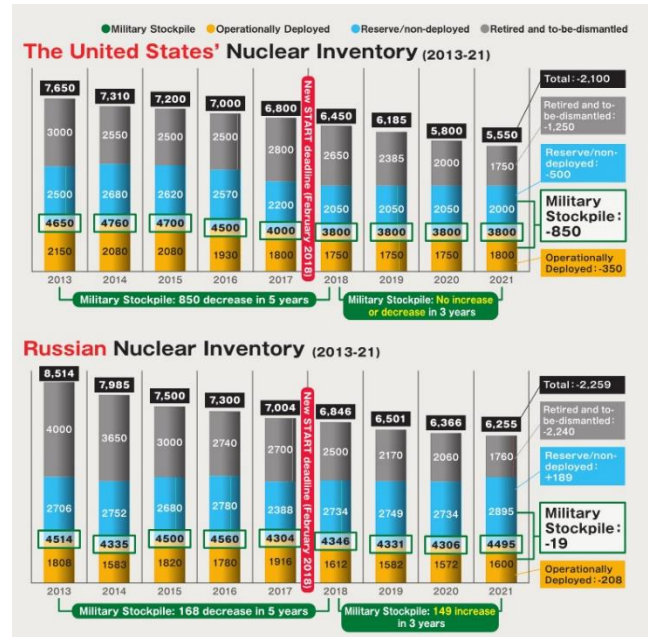 Military Stockpile Operationally Deployed Reserve/non-deployed Retired and to-be-dismantled
The United States' Nuclear Inventory (2013-21)
7,650 7,310 7,200 7,000 6,800 6,450 6,185 5,800 5,550
3000 2550 2500 2500 2800 2650 2385 2000 1750
2500 2680 2620 2570 2200 2050 2050 2050 2000
4650 4760 4700 4500 4000 3800 3800 3800 3800
2150 2080 2080 1930 1800 1750 1750 1750 1800
2013 2014 2015 2016 2017 2018 2019 2020 2021
New START deadline (February 2018)
Total:-2,100
Retired and to-
be-dismantled:
-1,250
Reserve/non-
deployed:
-500
Military
Stockpile:
-850
Operationally
Deployed:-350
Military Stockpile: 850 decrease in 5 years
Military Stockpile: No increase
or decrease in 3 years
Russian Nuclear Inventory (2013-21)
8,514 7,985 7,500 7,300 7,004 6,846 6,501 6,366 6,255
4000 3650 3000 2740 2700 2500 2170 2060 1760
2706 2752 2680 2780 2388 2734 2749 2734 2895
4514 4335 4500 4560 4304 4346 4331 4306 4495
1808 1583 1820 1780 1916 1612 1582 1572 1600
2013 2014 2015 2016 2017 2018 2019 2020 2021
New START deadline (February 2018)
Total:-2,259
Retired and to-
be-dismantled:
-2,240
Reserve/non-
deployed:
+189
Military
Stockpile:
-19
Operationally
Deployed:-208
Military Stockpile: 168 decrease in 5 years
Military Stockpile: 149 increase
in 3 years